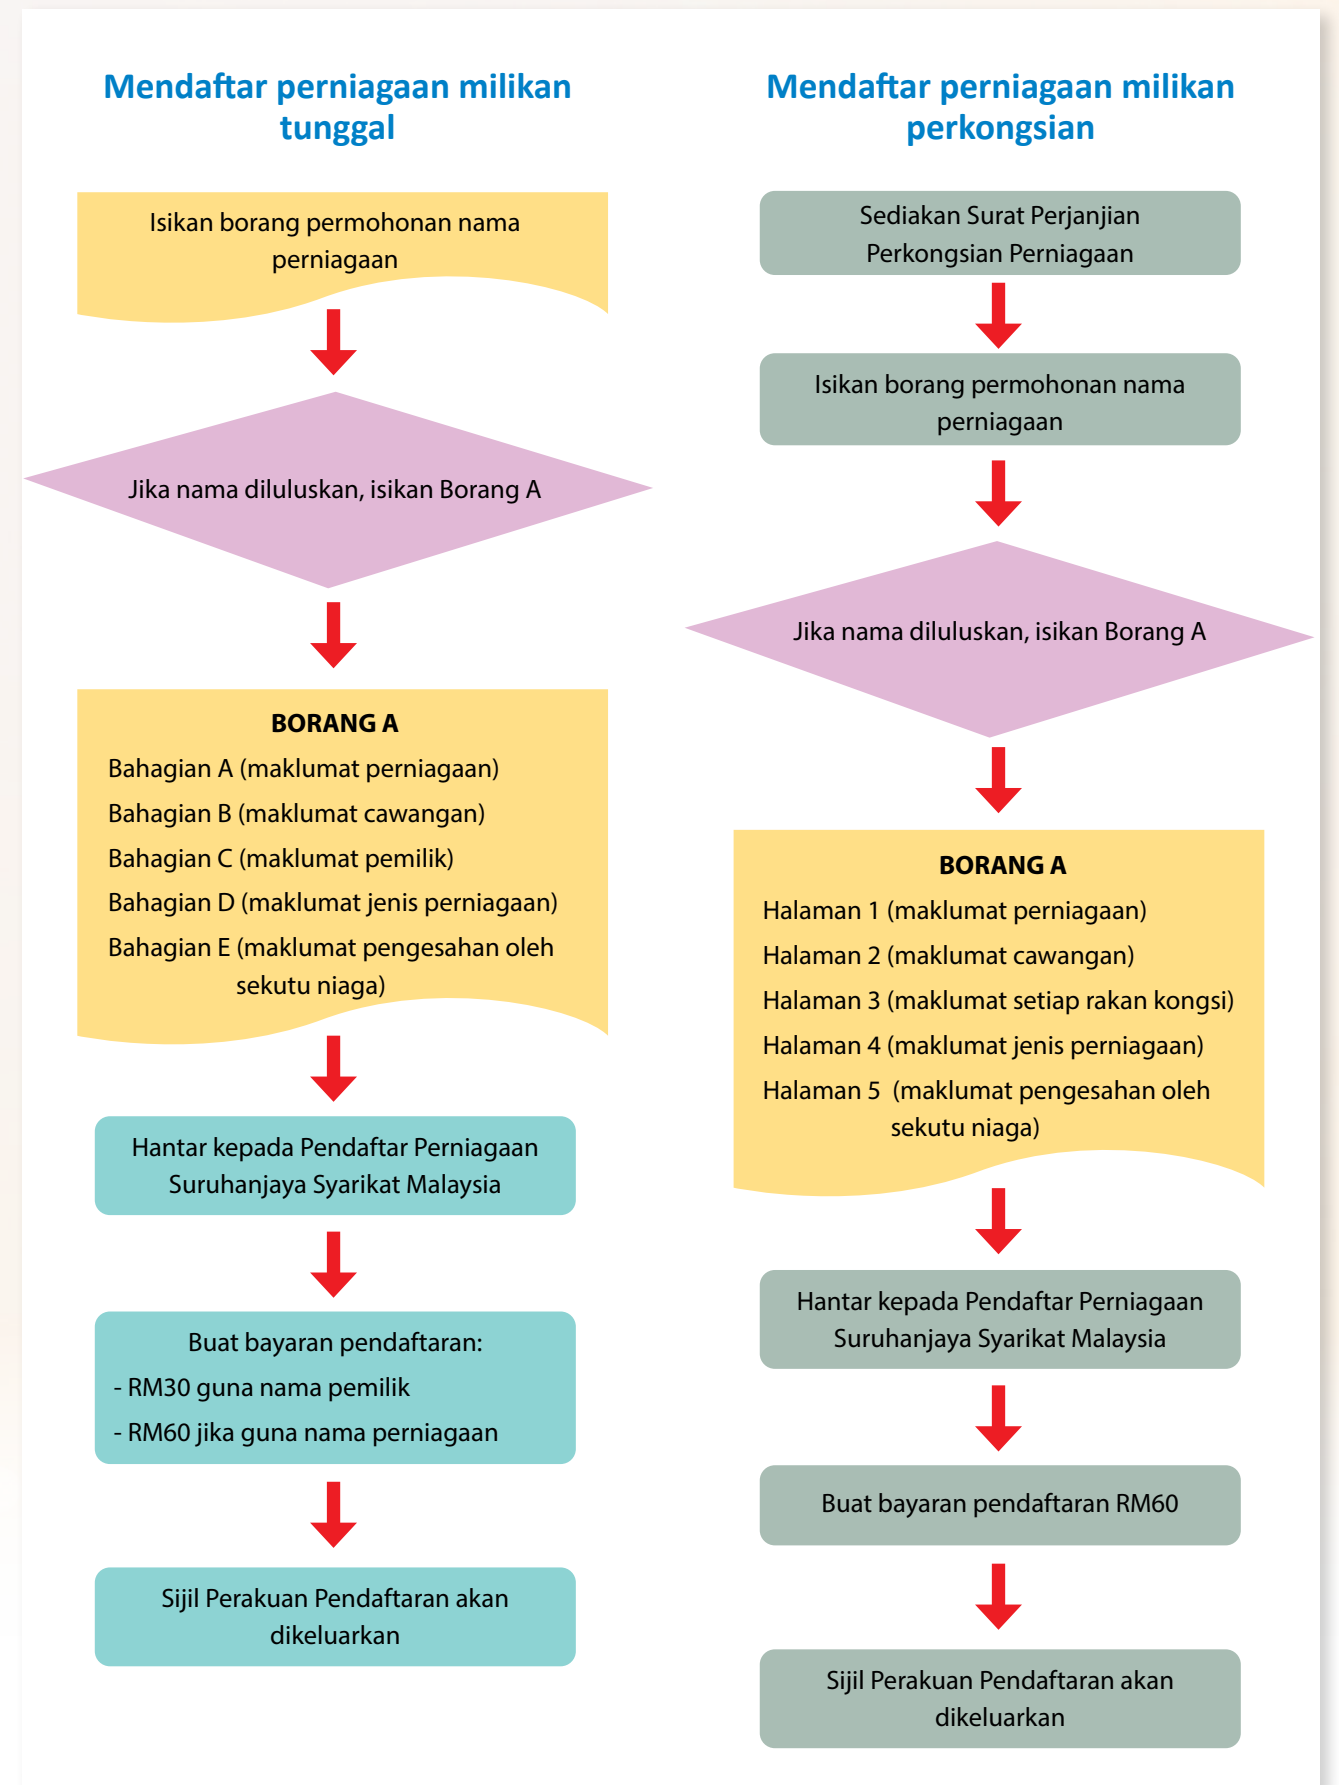 Mendaftar perniagaan milikan
tunggal
Isikan borang permohonan nama
perniagaan
Jika nama diluluskan, isikan Borang A
BORANG A
Bahagian A (maklumat perniagaan)
Bahagian B (maklumat cawangan)
Bahagian C (maklumat pemilik)
Bahagian D (maklumat jenis perniagaan)
Bahagian E (maklumat pengesahan oleh
sekutu niaga)
Hantar kepada Pendaftar Perniagaan
Suruhanjaya Syarikat Malaysia
Buat bayaran pendaftaran:
- RM30 guna nama pemilik
- RM60 jika guna nama perniagaan
Sijil Perakuan Pendaftaran akan
dikeluarkan
Mendaftar perniagaan milikan
perkongsian
Sediakan Surat Perjanjian
Perkongsian Perniagaan
Isikan borang permohonan nama
perniagaan
Jika nama diluluskan, isikan Borang A
BORANG A
Halaman 1 (maklumat perniagaan)
Halaman 2 (maklumat cawangan)
Halaman 3 (maklumat setiap rakan kongsi)
Halaman 4 (maklumat jenis perniagaan)
Halaman 5 (maklumat pengesahan oleh
sekutu niaga)
Hantar kepada Pendaftar Perniagaan
Suruhanjaya Syarikat Malaysia
Buat bayaran pendaftaran RM60
Sijil Perakuan Pendaftaran akan
dikeluarkan